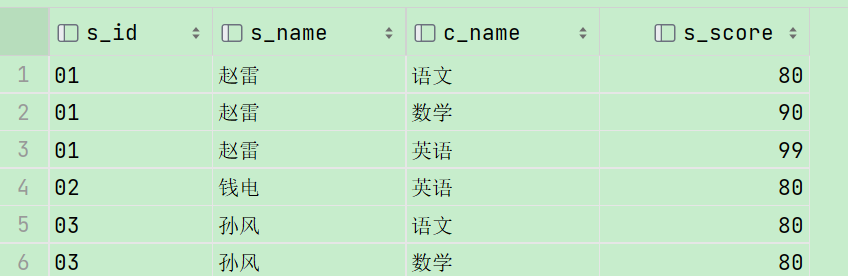 s_id s_name c_name s_score
1 01 赵雷 语文 80
2 01 赵雷 数学 90
3 01 赵雷 英语 99
4 02 钱电 英语 80
5 03 孙风 语文 80
6 03 孙风 数学 80